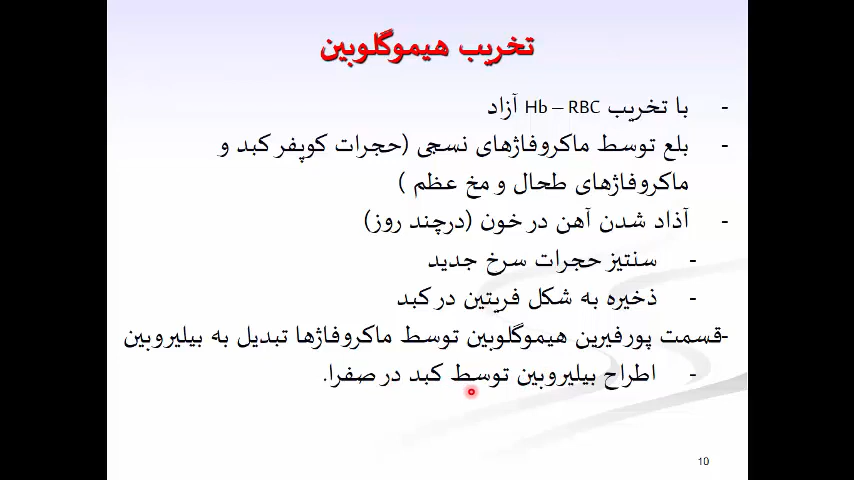 تخریب هیموگلوبین
- با تخریب Hb – RBC آزاد
- بلع توسط ماکروفاژهای نسجی (حجرات کوپفر کبد و
ماکروفاژهای طحال و مخ عظم )
- آذاد شدن آهن در خون (درچند روز)
- سنتیز حجرات سرخ جدید
- ذخیره به شکل فریتین در کبد
-قسمت پورفیرین هیموگلوبین توسط ماکروفاژها تبدیل به بیلیروبین
- اطراح بیلیروبین توسط کبد در صفرا.
10